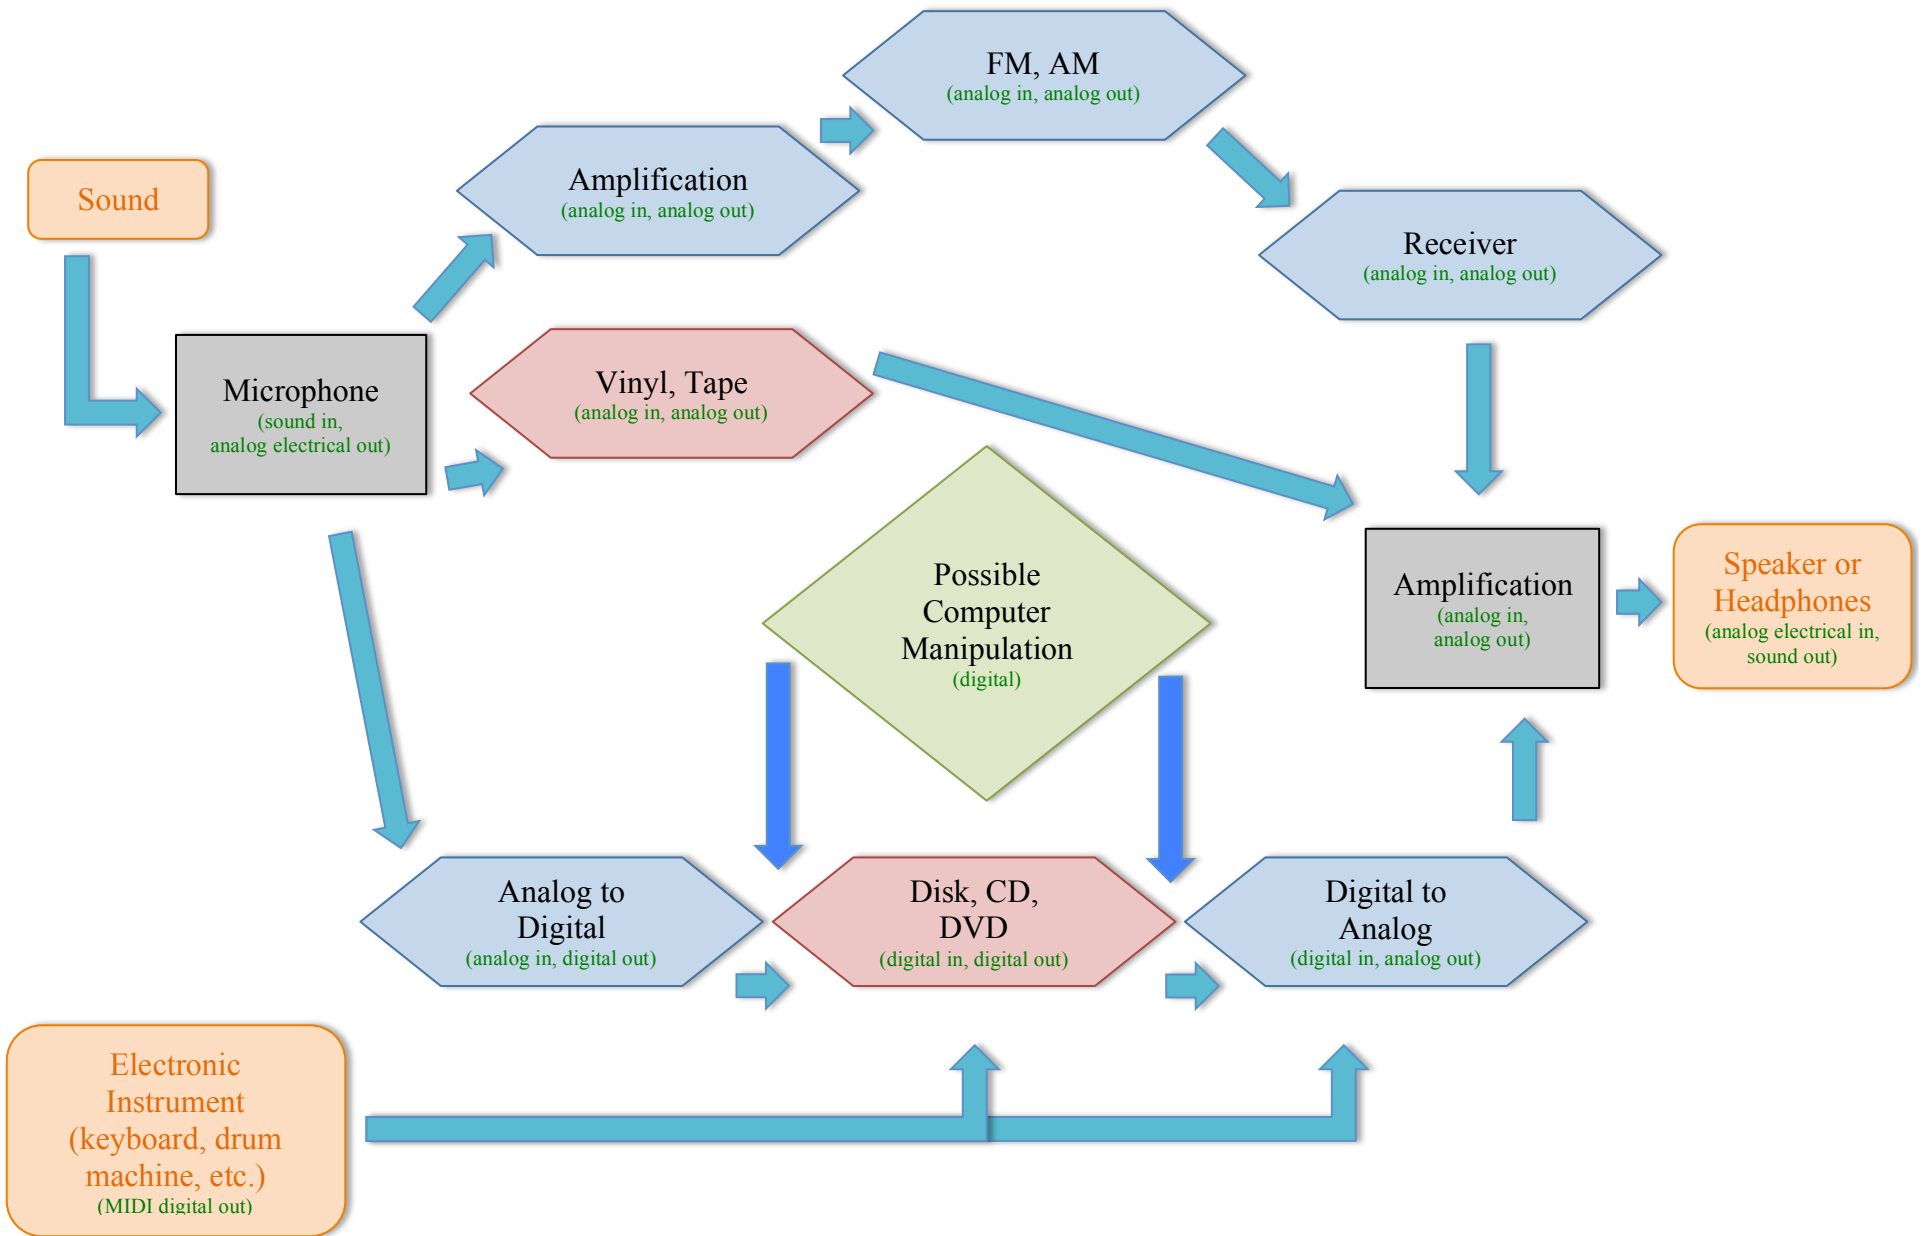 FM, AM
(analog in, analog out)
Amplification
(analog in, analog out)
Sound
Receiver
(analog in, analog out)
Microphone
(sound in,
analog electrical out)
Vinyl, Tape
(analog in, analog out)
Possible
Computer
Manipulation
(digital)
Amplification
(analog in,
analog out)
Speaker or
Headphones
(analog electrical in,
sound out)
Analog to
Digital
(analog in, digital out)
Disk, CD,
DVD
(digital in, digital out)
Digital to
Analog
(digital in, analog out)
Electronic
Instrument
(keyboard, drum
machine, etc.)
(MIDI digital out)